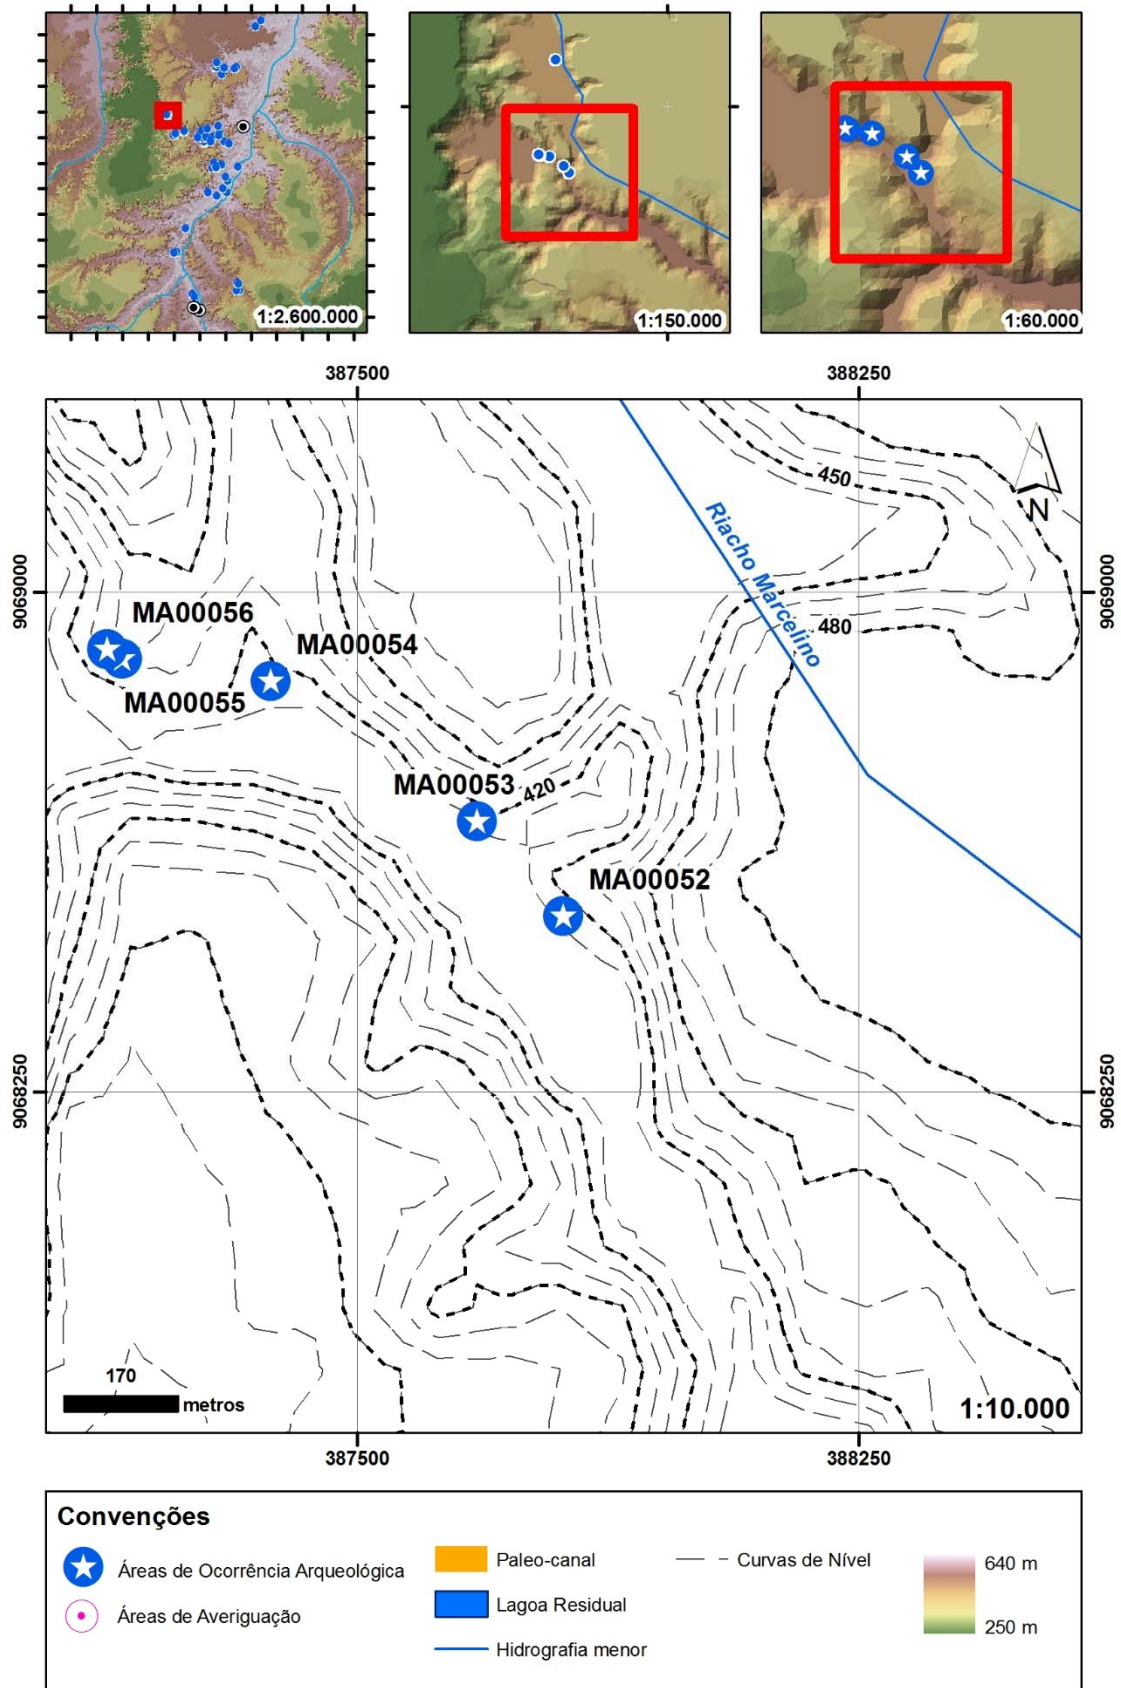 1:2.600.000
1:150.000
1:60.000
387500
388250
450
N
Riacho Marcelino
9069000
9069000
480
MA00056
MA00054
MA00055
MA00053
420
MA00052
9068250
9068250
170
metros
1:10.000
387500
388250
Convenções
Áreas de Ocorrência Arqueológica
Áreas de Averiguação
Paleo-canal
Lagoa Residual
Hidrografia menor
Curvas de Nível
640 m
250 m